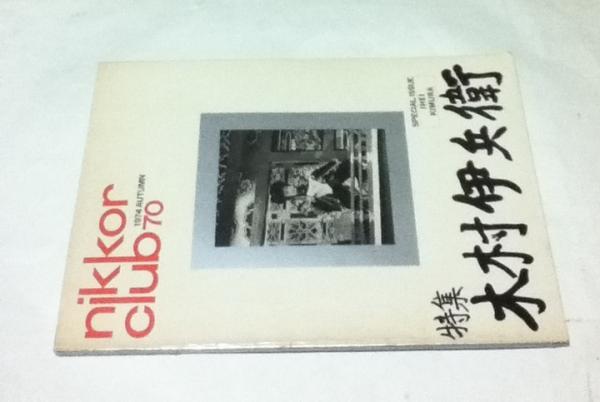 nikkor
club 70
1974 AUTUMN
SPECIAL ISSUE
IHEI
KIMURA
特集
木村伊兵衛